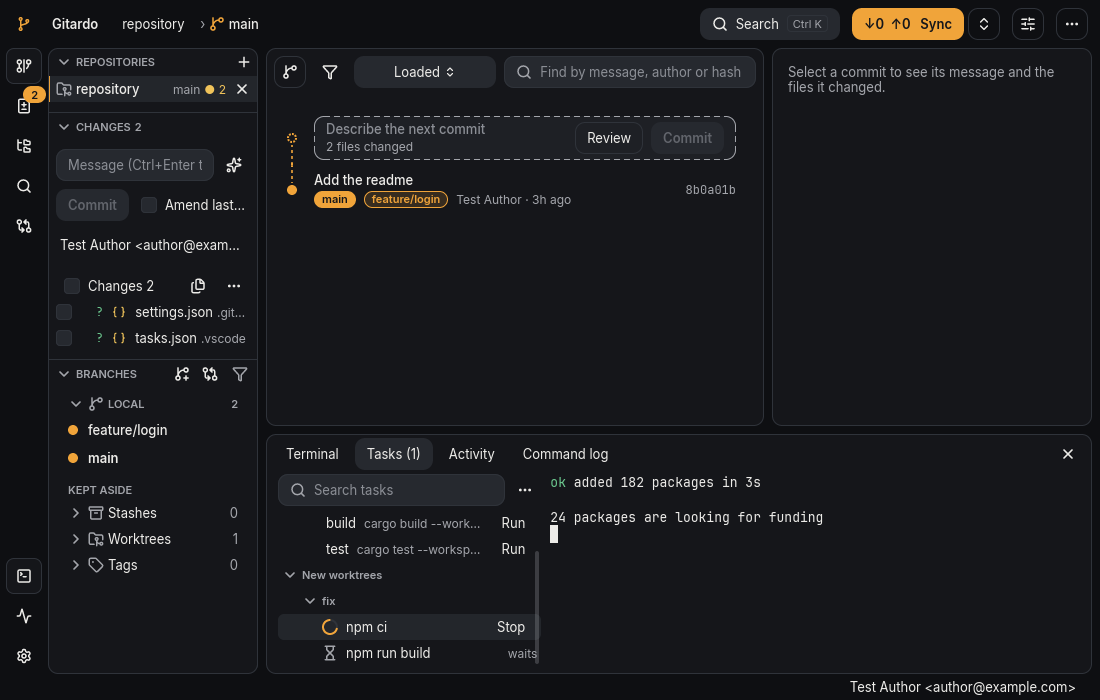 Gitardo repository main Search Ctrl K ↓0 ↑0 Sync
REPOSITORIES
repository main 2
2
CHANGES 2
Message (Ctrl+Enter t
Commit Amend last...
Test Author <author@exam...
Changes 2
? {} settings.json .git...
? {} tasks.json .vscode
BRANCHES
LOCAL 2
feature/login
main
KEPT ASIDE
Stashes 0
Worktrees 1
Tags 0
Loaded Find by message, author or hash
Describe the next commit
2 files changed
Review Commit
Add the readme
main feature/login Test Author · 3h ago 8b0a01b
Select a commit to see its message and the
files it changed.
Terminal Tasks (1) Activity Command log
Search tasks
build cargo build --work... Run
test cargo test --worksp... Run
New worktrees
fix
npm ci Stop
npm run build waits
ok added 182 packages in 3s
24 packages are looking for funding
Test Author <author@example.com>